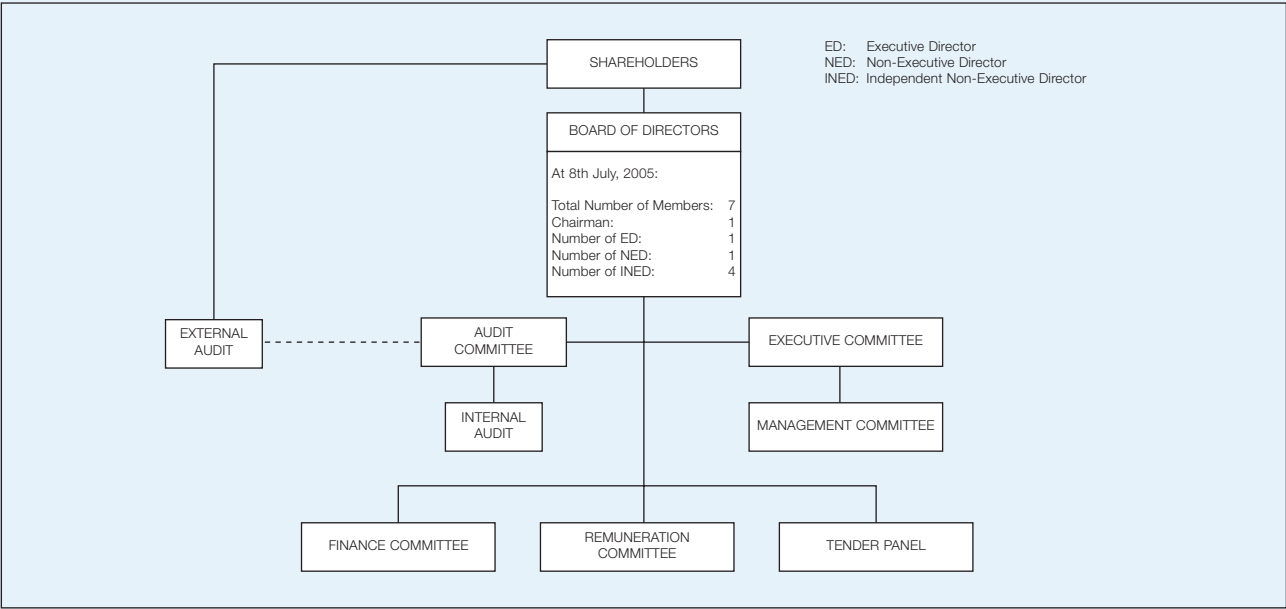 SHAREHOLDERS
ED: Executive Director
NED: Non-Executive Director
INED: Independent Non-Executive Director
BOARD OF DIRECTORS
At 8th July, 2005:
Total Number of Members: 7
Chairman: 1
Number of ED: 1
Number of NED: 1
Number of INED: 4
EXTERNAL
AUDIT
AUDIT
COMMITTEE
EXECUTIVE COMMITTEE
INTERNAL
AUDIT
MANAGEMENT COMMITTEE
FINANCE COMMITTEE
REMUNERATION
COMMITTEE
TENDER PANEL